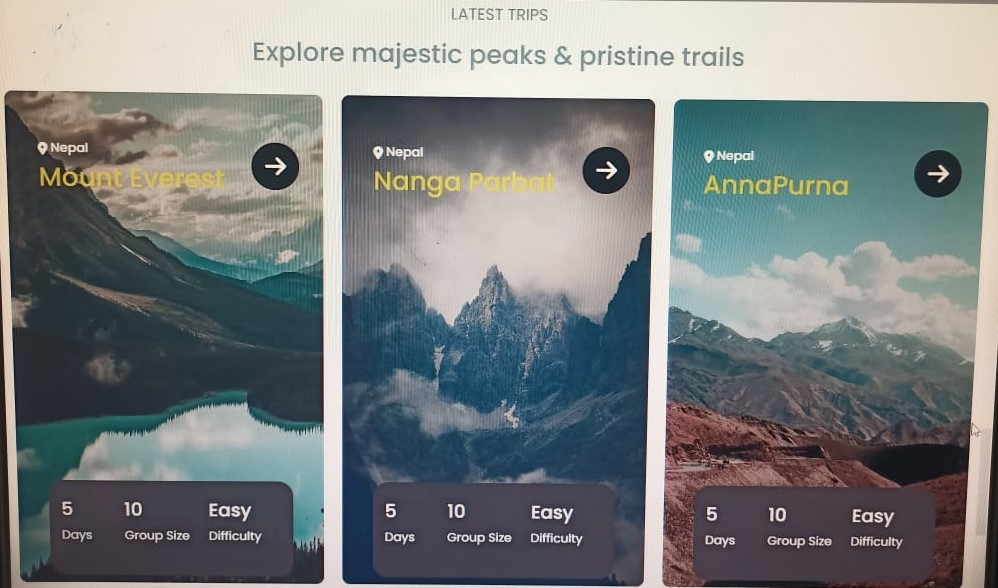 LATEST TRIPS
Explore majestic peaks & pristine trails
Nepal
Mount Everest
5
10
Easy
Days
Group Size
Difficulty
Nepal
Nanga Parbat
5
10
Easy
Days
Group Size
Difficulty
Nepal
AnnaPurna
5
10
Easy
Days
Group Size
Difficulty